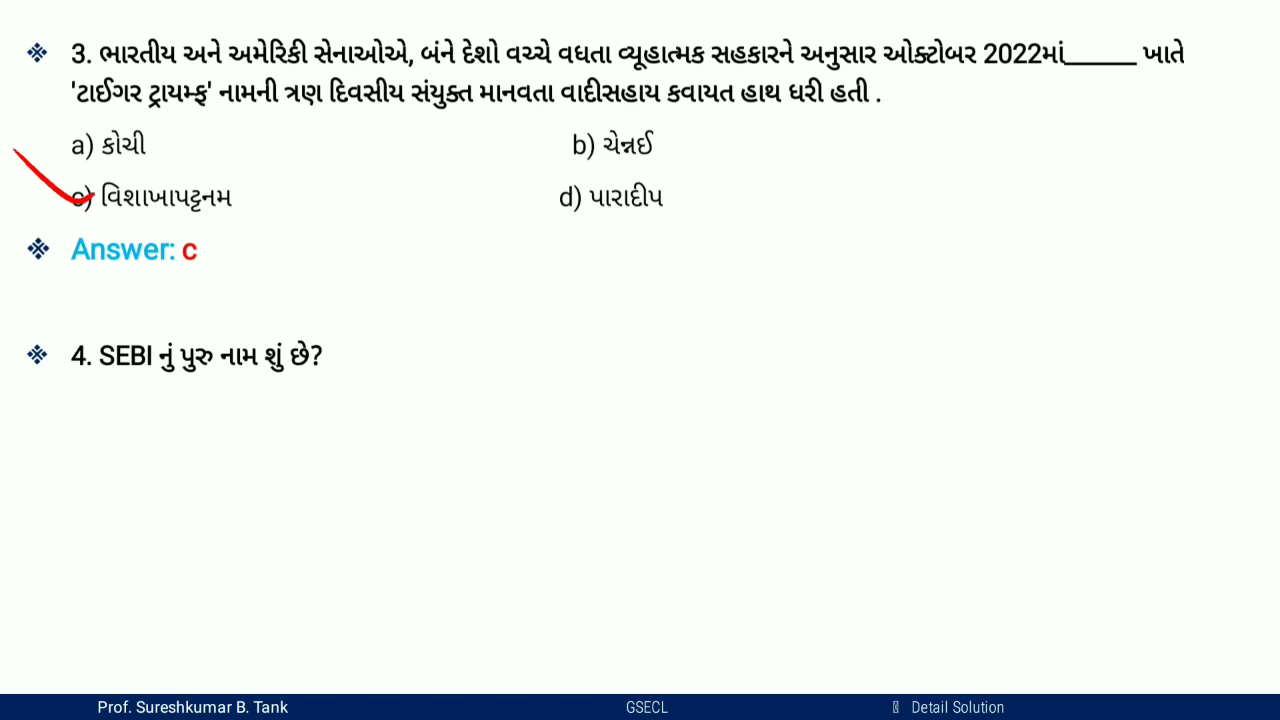 ❖ 3. ભારતીય અને અમેરિકી સેનાઓએ, બંને દેશો વચ્ચે વધતા વ્યૂહાત્મક સહકારને અનુસાર ઓક્ટોબર 2022માં______ ખાતે
'ટાઈગર ટ્રાયમ્ફ' નામની ત્રણ દિવસીય સંયુક્ત માનવતા વાદીસહાય કવાયત હાથ ધરી હતી .
a) કોચી b) ચેન્નઈ
c) વિશાખાપટ્ટનમ d) પારાદીપ
❖ Answer: c
❖ 4. SEBI નું પુરુ નામ શું છે?
Prof. Sureshkumar B. Tank GSECL Detail Solution